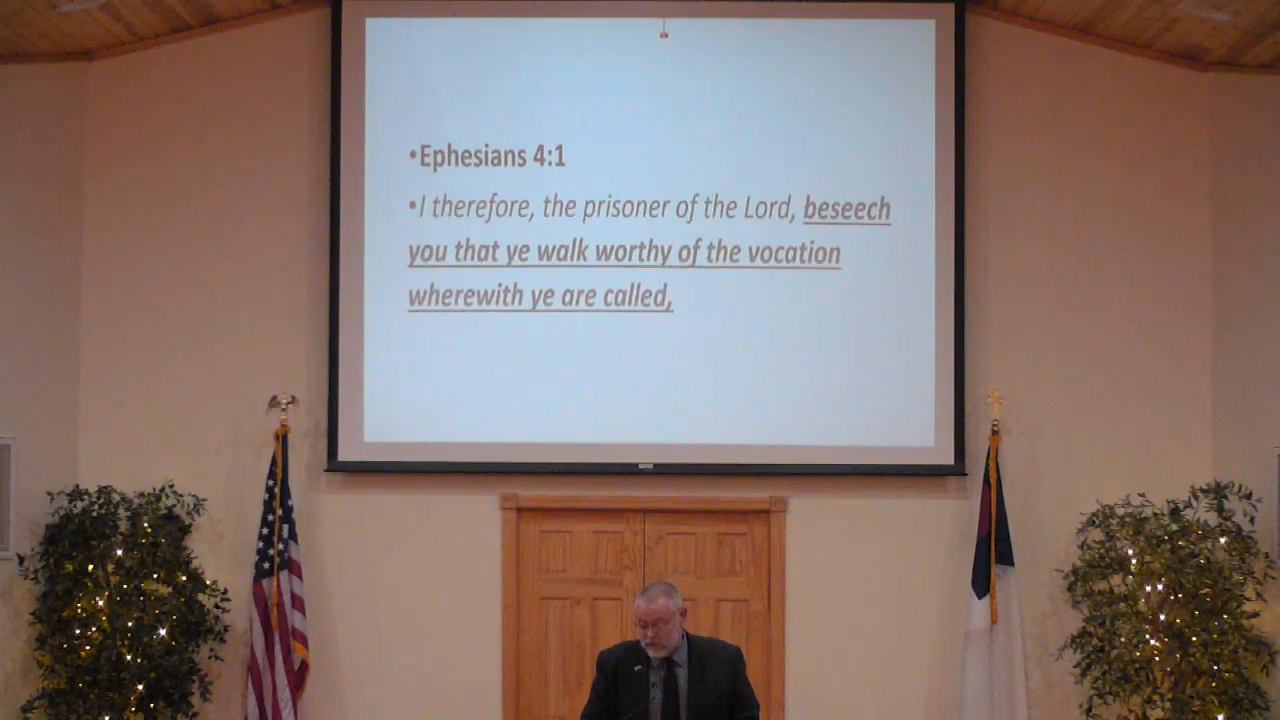 •Ephesians 4:1
•I therefore, the prisoner of the Lord, beseech
you that ye walk worthy of the vocation
wherewith ye are called,